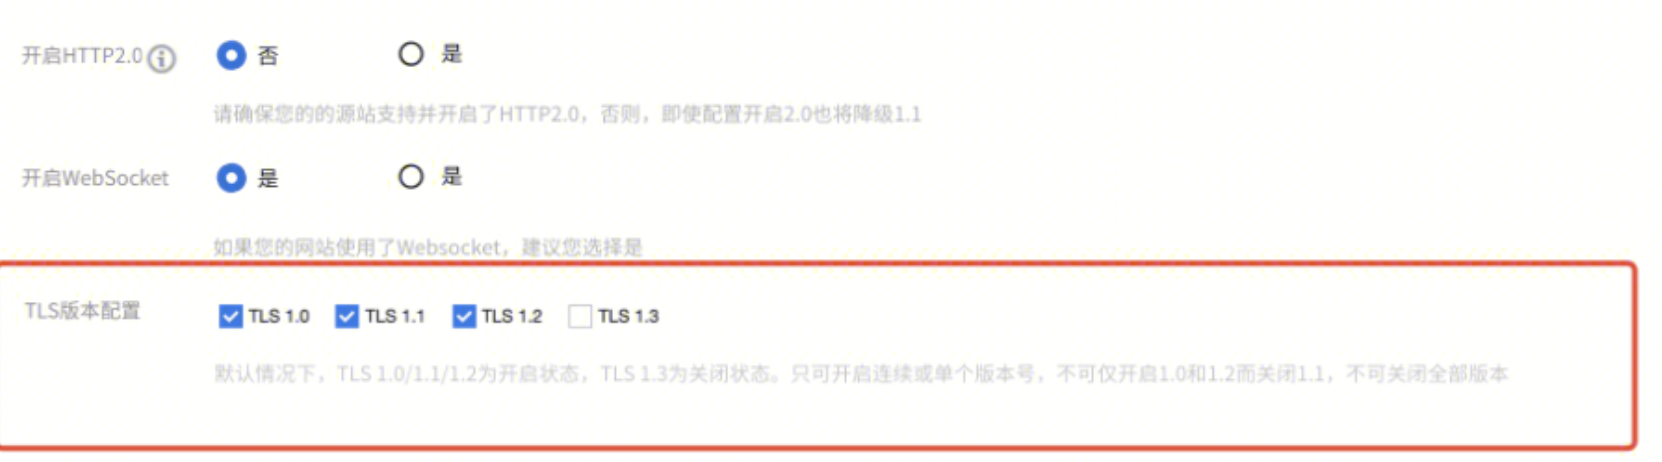 开启HTTP2.0 否 是
请确保您的的源站支持并开启了HTTP2.0，否则，即使配置开启2.0也将降级1.1
开启WebSocket 是 是
如果您的网站使用了Websocket，建议您选择是
TLS版本配置 TLS 1.0 TLS 1.1 TLS 1.2 TLS 1.3
默认情况下，TLS 1.0/1.1/1.2为开启状态，TLS 1.3为关闭状态。只可开启连续或单个版本号，不可仅开启1.0和1.2而关闭1.1，不可关闭全部版本